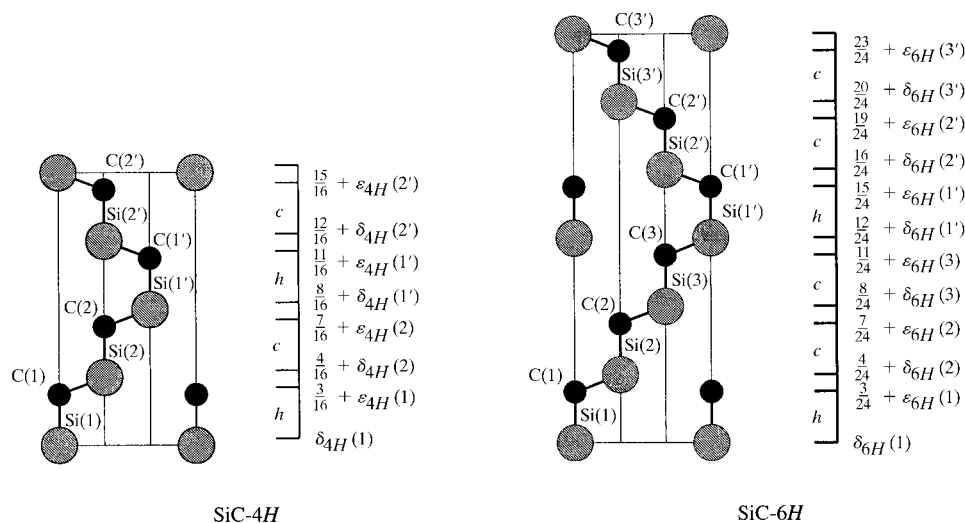 C(2′)
15/16 + ε4H(2′)
c
Si(2′)
12/16 + δ4H(2′)
C(1′)
11/16 + ε4H(1′)
h
Si(1′)
8/16 + δ4H(1′)
C(2)
7/16 + ε4H(2)
c
Si(2)
4/16 + δ4H(2)
C(1)
3/16 + ε4H(1)
h
Si(1)
δ4H(1)
SiC-4H
C(3′)
23/24 + ε6H(3′)
c
Si(3′)
20/24 + δ6H(3′)
C(2′)
19/24 + ε6H(2′)
c
Si(2′)
16/24 + δ6H(2′)
C(1′)
15/24 + ε6H(1′)
h
Si(1′)
12/24 + δ6H(1′)
C(3)
11/24 + ε6H(3)
c
Si(3)
8/24 + δ6H(3)
C(2)
7/24 + ε6H(2)
c
Si(2)
4/24 + δ6H(2)
C(1)
3/24 + ε6H(1)
h
Si(1)
δ6H(1)
SiC-6H